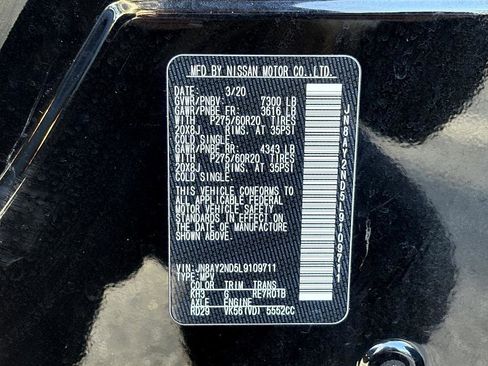 MFD BY NISSAN MOTOR CO.,LTD.
DATE: 3/20
GVWR/PNBV: 7300 LB
GAWR/PNBE FR: 3616 LB
WITH P275/60R20 TIRES
20X8J RIMS, AT 35PSI
COLD SINGLE
GAWR/PNBE RR: 4343 LB
WITH P275/60R20 TIRES
20X8J RIMS, AT 35PSI
COLD SINGLE
THIS VEHICLE CONFORMS TO
ALL APPLICABLE FEDERAL
MOTOR VEHICLE SAFETY
STANDARDS IN EFFECT ON
THE DATE OF MANUFACTURE
SHOWN ABOVE.
VIN: JN8AY2ND5L9109711
TYPE: MPV
COLOR TRIM TRANS
KH3 G RE7R01B
AXLE ENGINE
RD29 VK56(VD) 5552CC
JN8AY2ND5L9109711